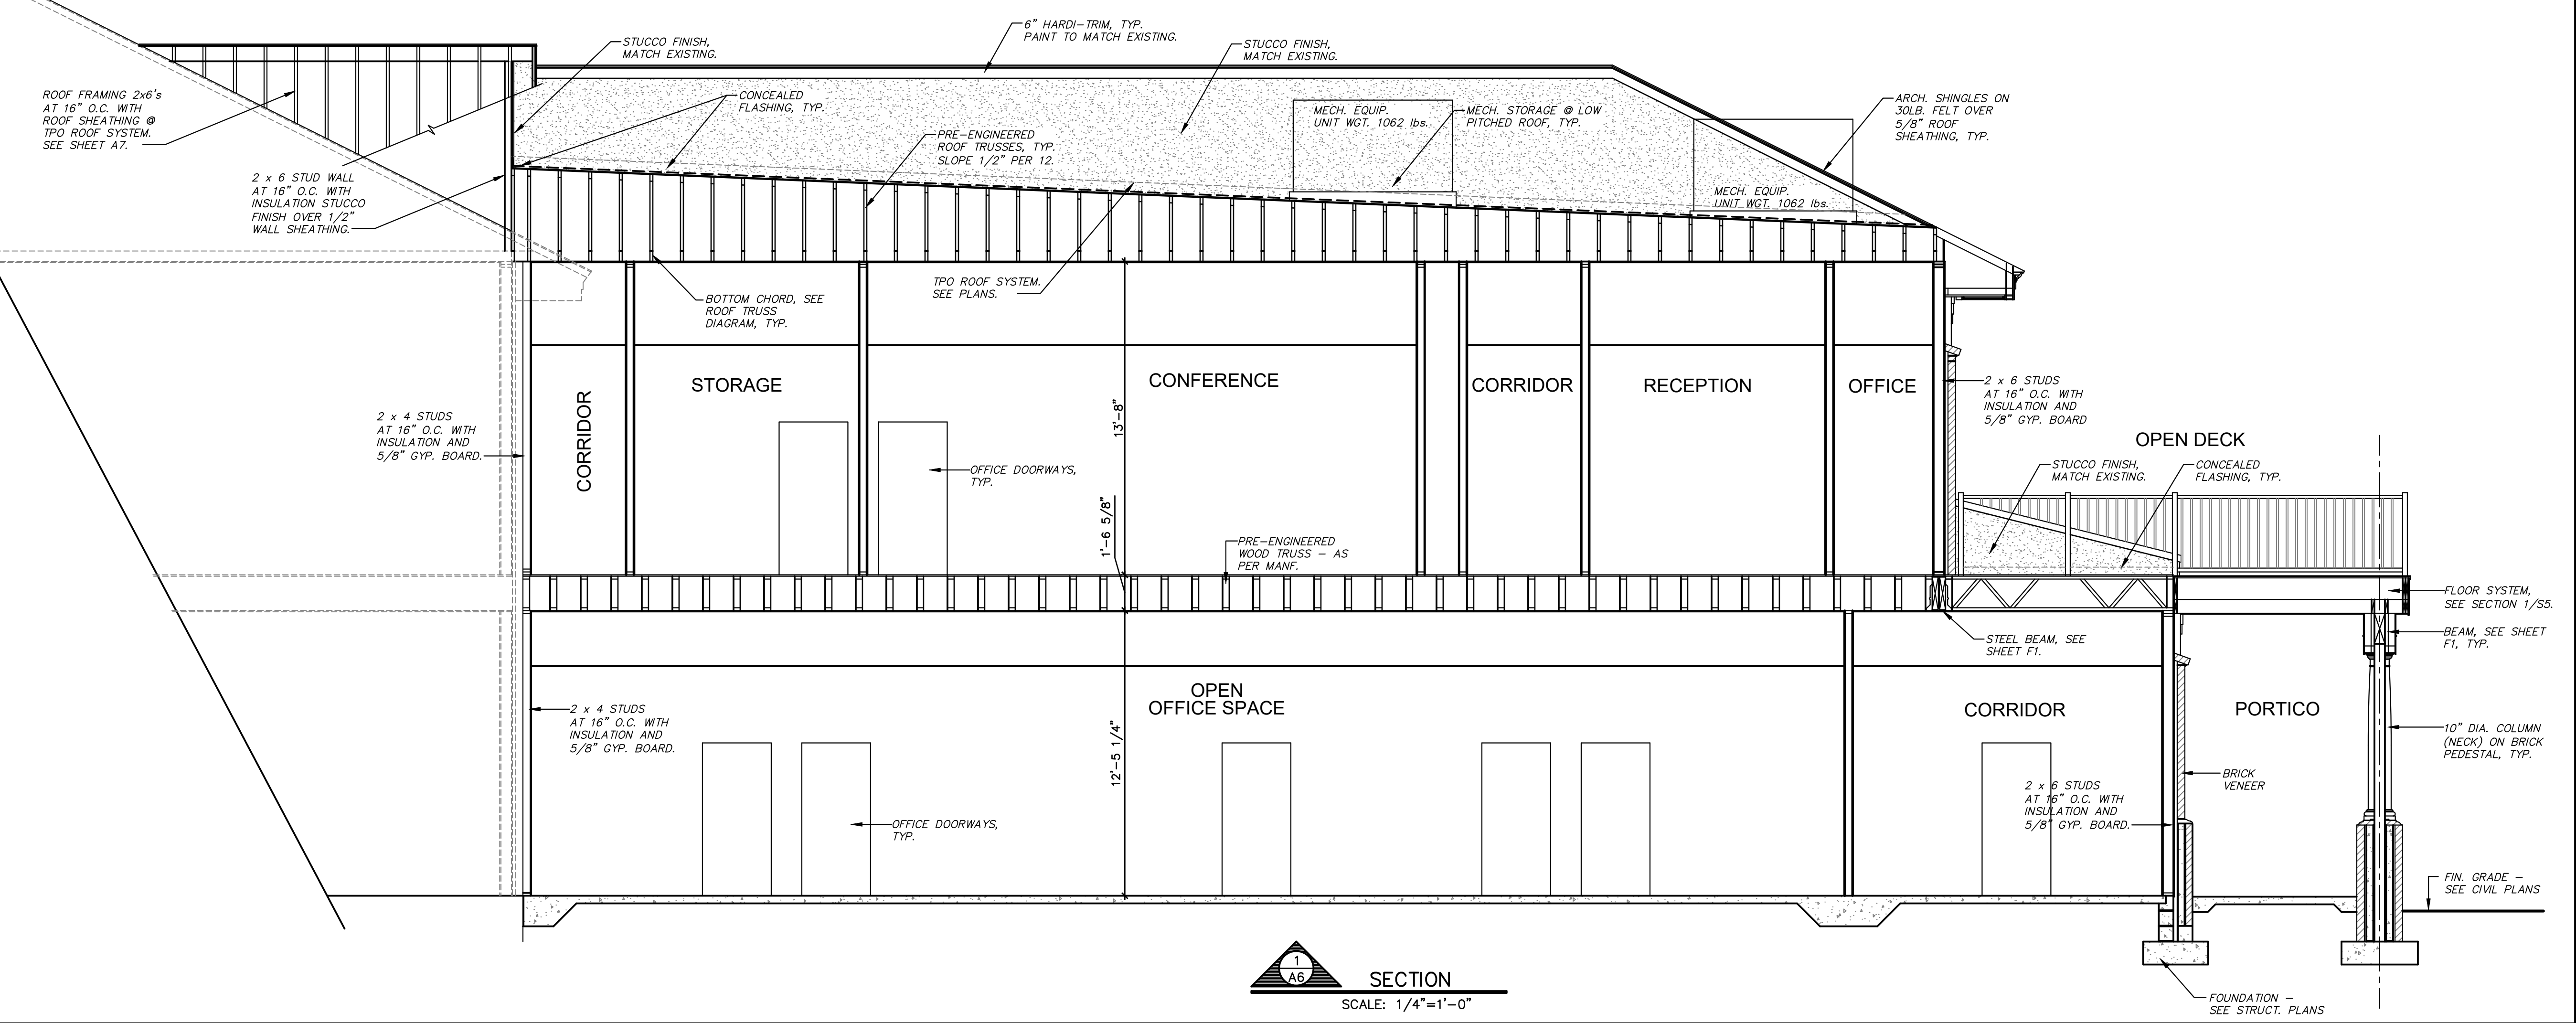 6" HARDI-TRIM, TYP.
PAINT TO MATCH EXISTING.
STUCCO FINISH,
MATCH EXISTING.
STUCCO FINISH,
MATCH EXISTING.
ROOF FRAMING 2x6's
AT 16" O.C. WITH
ROOF SHEATHING @
TPO ROOF SYSTEM.
SEE SHEET A7.
CONCEALED
FLASHING, TYP.
MECH. EQUIP.
UNIT WGT. 1062 lbs.
MECH. STORAGE @ LOW
PITCHED ROOF, TYP.
ARCH. SHINGLES ON
30LB. FELT OVER
5/8" ROOF
SHEATHING, TYP.
PRE-ENGINEERED
ROOF TRUSSES, TYP.
SLOPE 1/2" PER 12.
2 x 6 STUD WALL
AT 16" O.C. WITH
INSULATION STUCCO
FINISH OVER 1/2"
WALL SHEATHING.
MECH. EQUIP.
UNIT WGT. 1062 lbs.
TPO ROOF SYSTEM.
SEE PLANS.
BOTTOM CHORD, SEE
ROOF TRUSS
DIAGRAM, TYP.
CORRIDOR
STORAGE
CONFERENCE
CORRIDOR
RECEPTION
OFFICE
2 x 6 STUDS
AT 16" O.C. WITH
INSULATION AND
5/8" GYP. BOARD
2 x 4 STUDS
AT 16" O.C. WITH
INSULATION AND
5/8" GYP. BOARD.
13'-8"
OPEN DECK
OFFICE DOORWAYS,
TYP.
STUCCO FINISH,
MATCH EXISTING.
CONCEALED
FLASHING, TYP.
1'-6 5/8"
PRE-ENGINEERED
WOOD TRUSS - AS
PER MANF.
FLOOR SYSTEM,
SEE SECTION 1/S5.
STEEL BEAM, SEE
SHEET F1.
BEAM, SEE SHEET
F1, TYP.
OPEN
OFFICE SPACE
CORRIDOR
PORTICO
2 x 4 STUDS
AT 16" O.C. WITH
INSULATION AND
5/8" GYP. BOARD.
12'-5 1/4"
10" DIA. COLUMN
(NECK) ON BRICK
PEDESTAL, TYP.
BRICK
VENEER
2 x 6 STUDS
AT 16" O.C. WITH
INSULATION AND
5/8" GYP. BOARD.
OFFICE DOORWAYS,
TYP.
FIN. GRADE -
SEE CIVIL PLANS
1
A6
SECTION
SCALE: 1/4"=1'-0"
FOUNDATION -
SEE STRUCT. PLANS